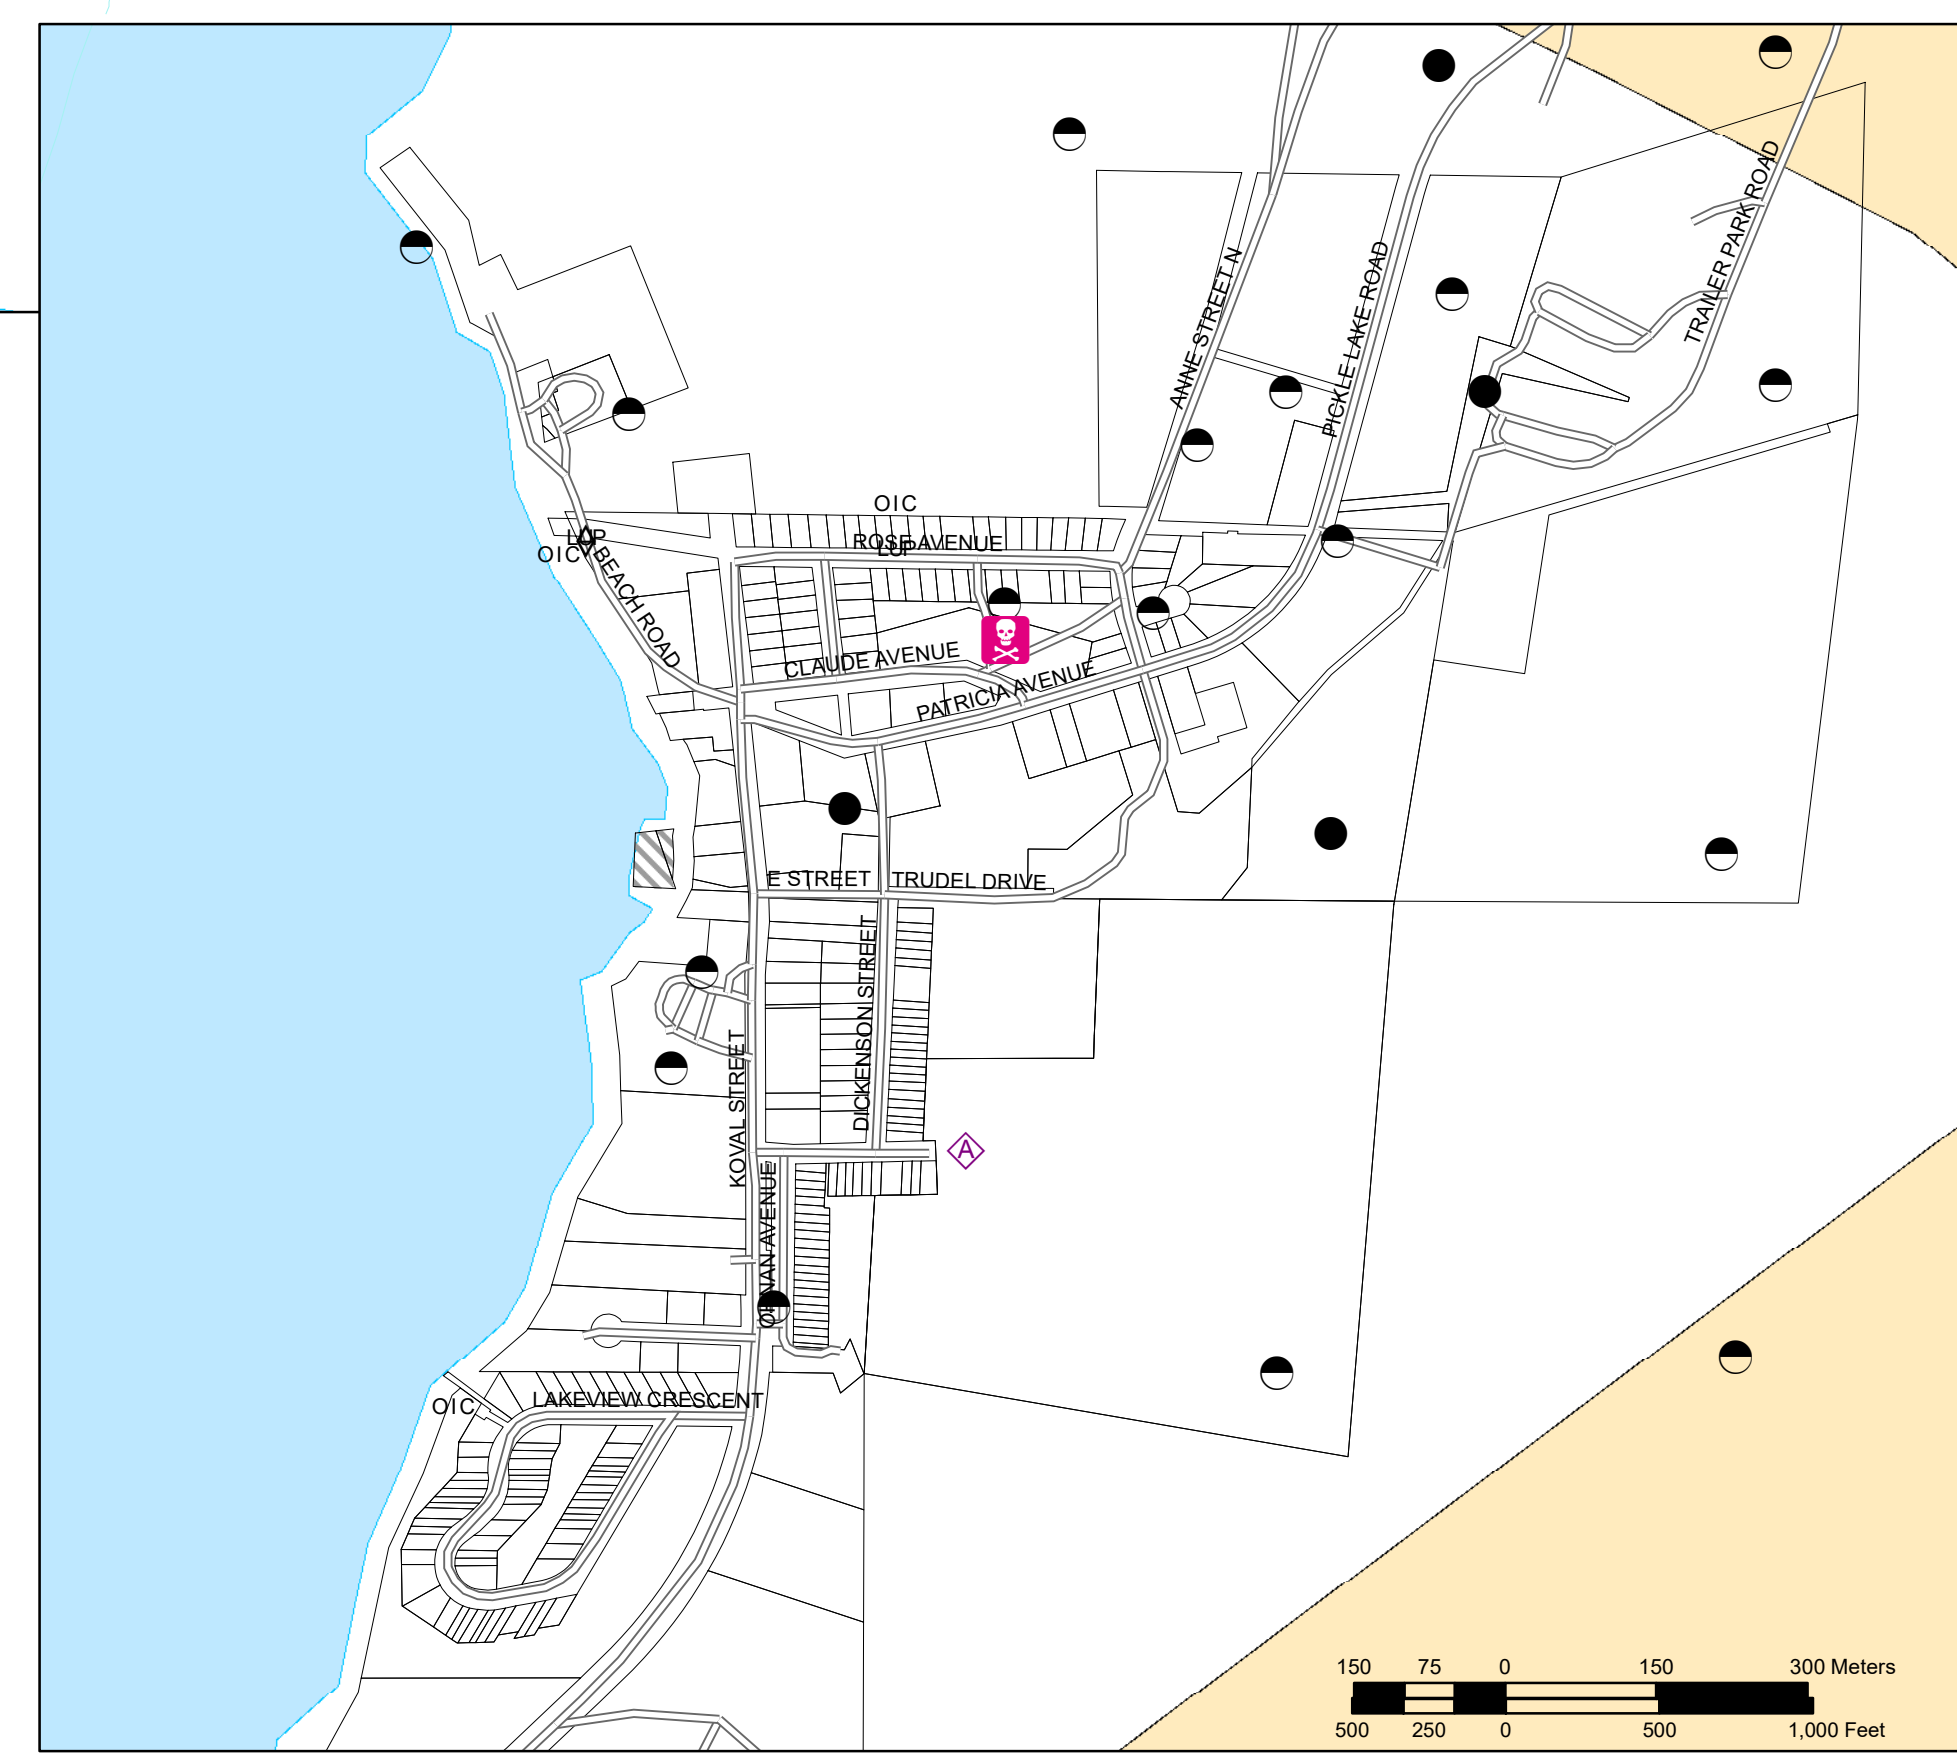 ANNE STREET N
PICKLE LAKE ROAD
TRAILER PARK ROAD
OIC
LUP
OIC
ROSE AVENUE
LUP
BEACH ROAD
CLAUDE AVENUE
PATRICIA AVENUE
E STREET
TRUDEL DRIVE
DICKENSON STREET
KOVAL STREET
A
AVENUE
OIC
LAKEVIEW CRESCENT
150 75 0 150 300 Meters
500 250 0 500 1,000 Feet